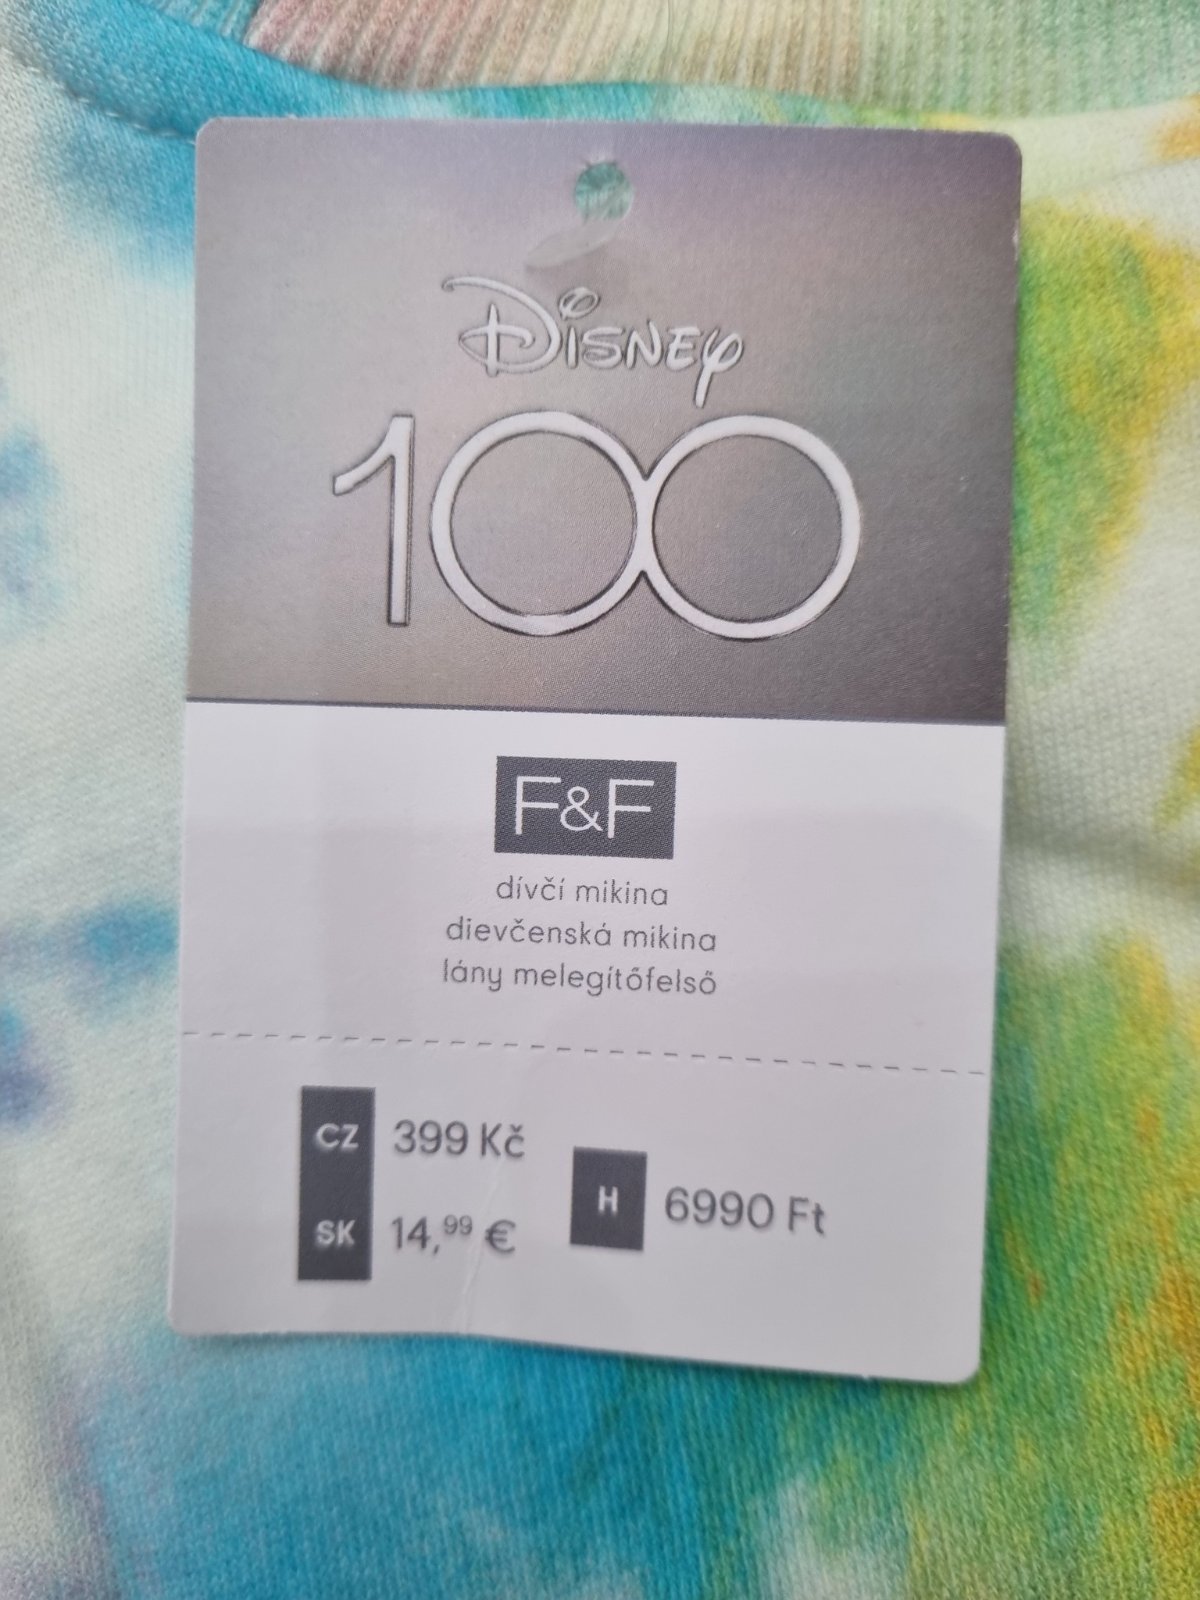 Disney
100
F&F
dívčí mikina
dievčenská mikina
lány melegítőfelső
CZ 399 Kč
SK 14,99 €
H 6990 Ft